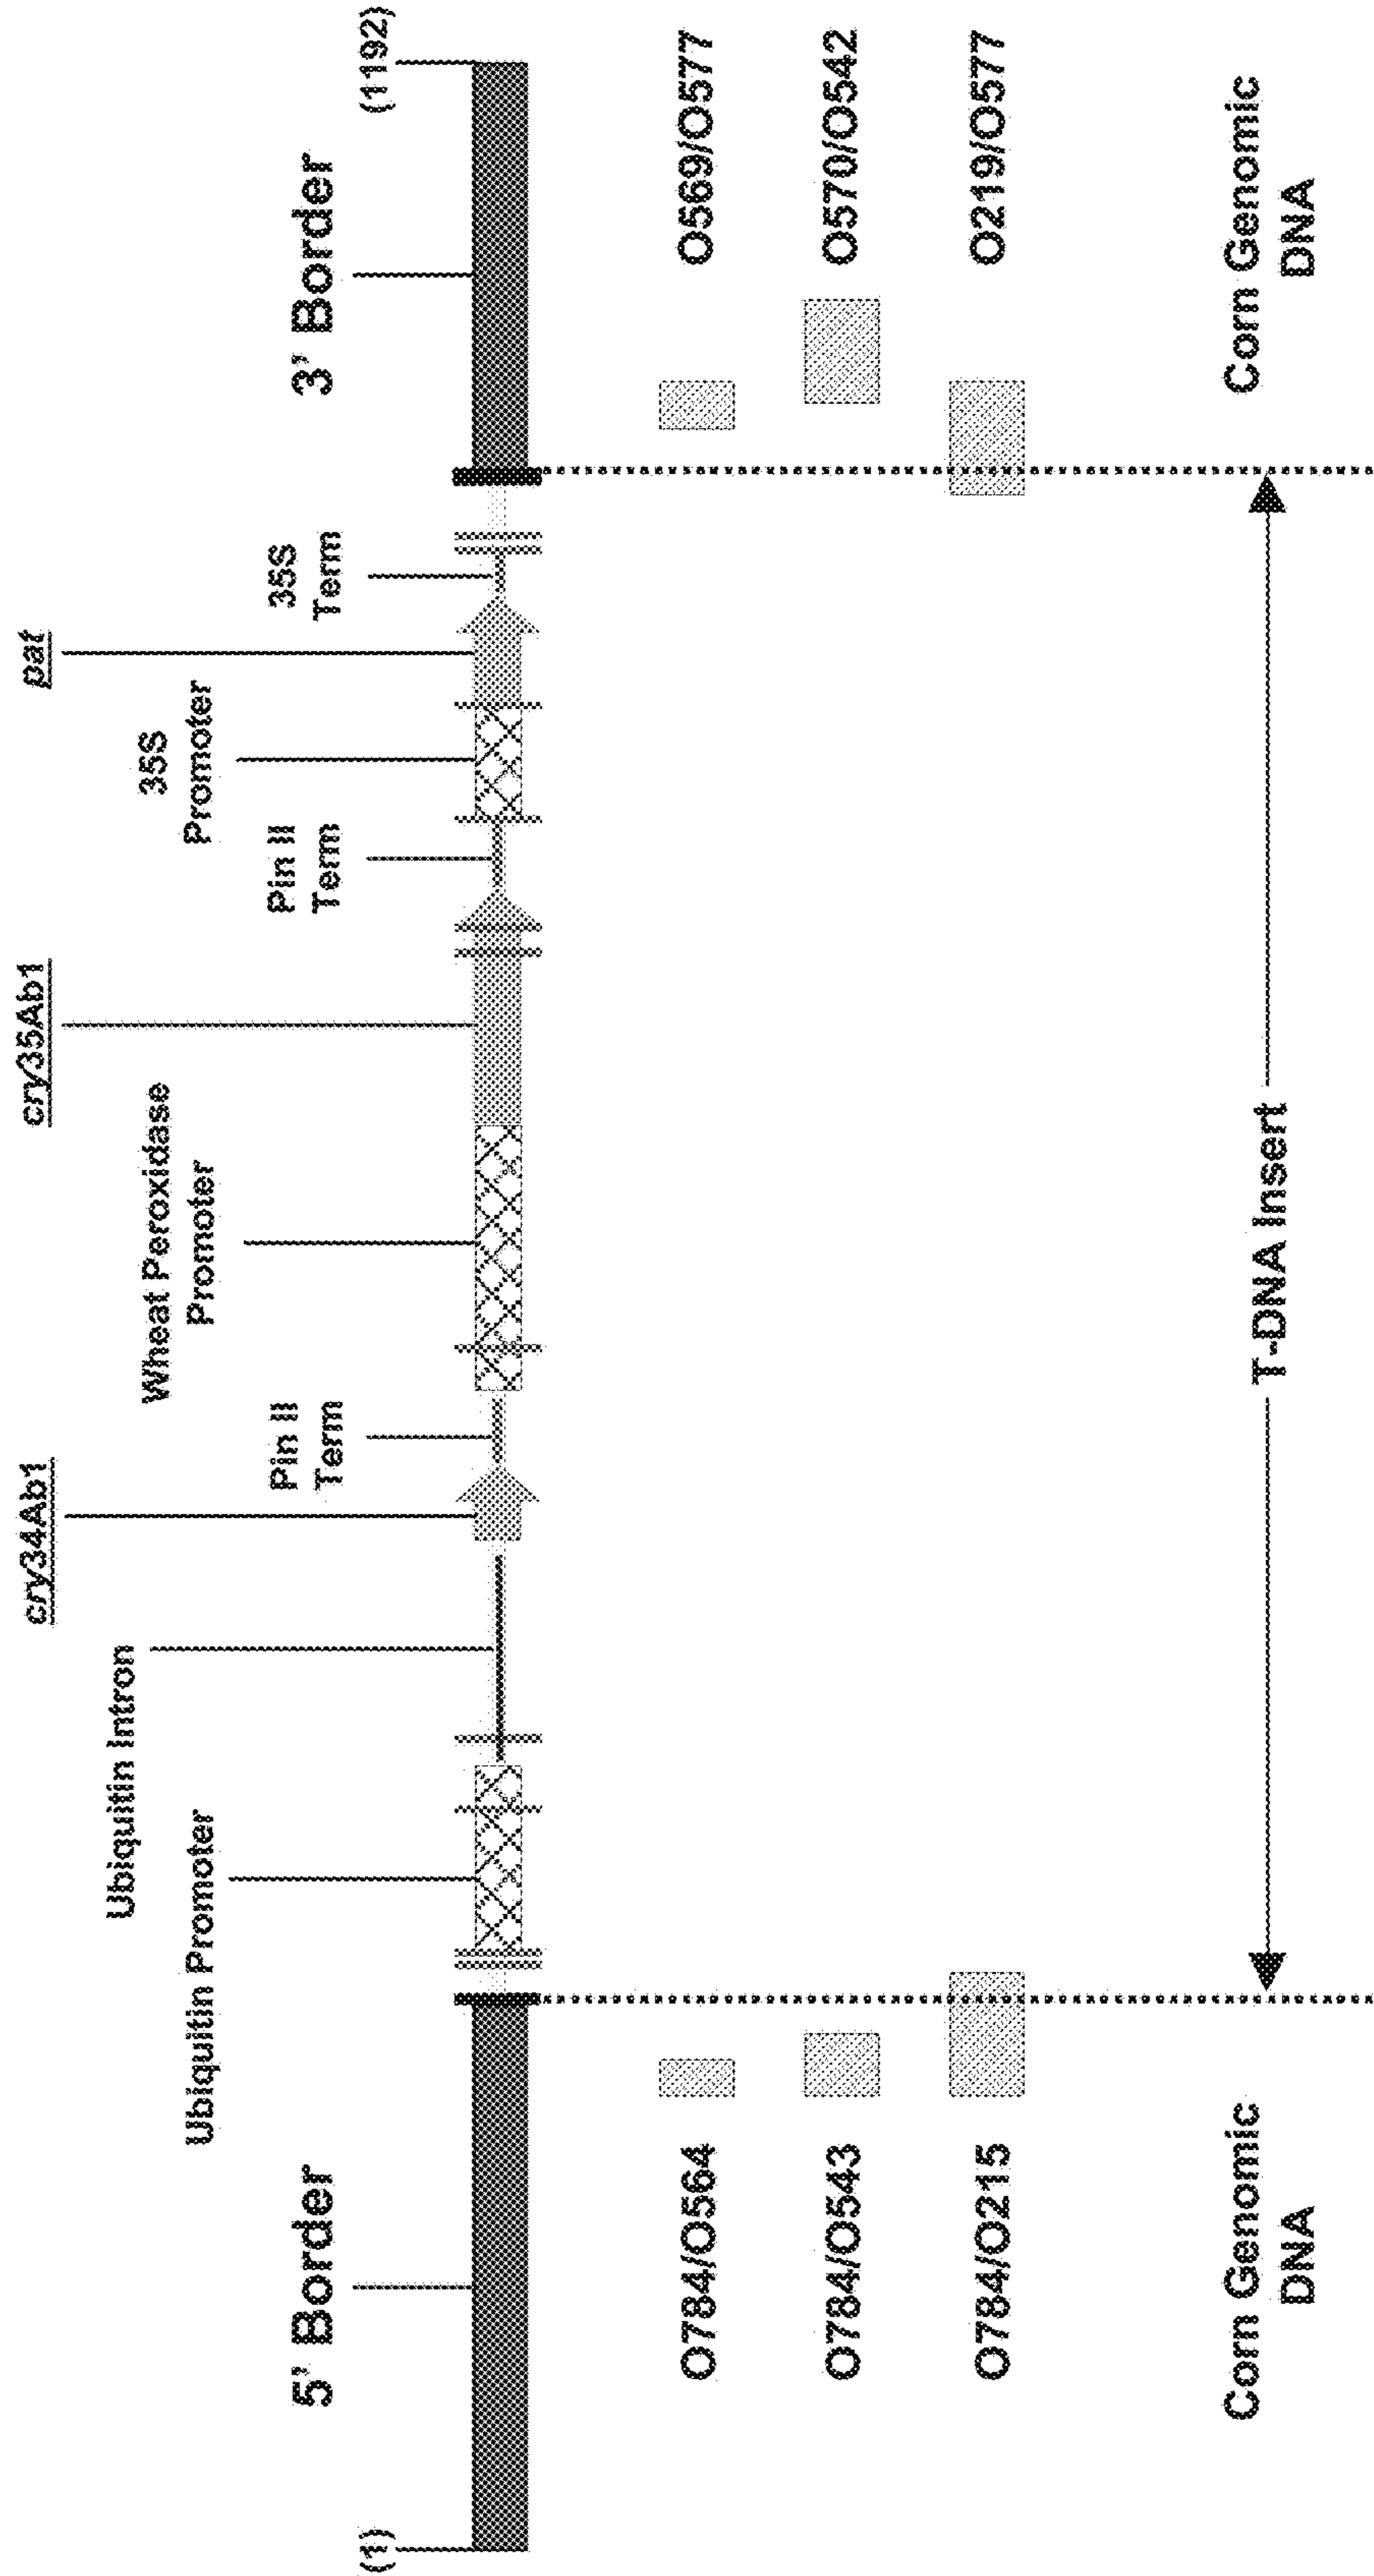 cry34Ab1
cry35Ab1
pat
Ubiquitin Intron
Ubiquitin Promoter
Wheat Peroxidase
Promoter
35S
Promoter
Pin II
Term
Pin II
Term
35S
Term
5' Border
3' Border
(1)
(1192)
O784/O564
O569/O577
O784/O543
O570/O542
O784/O215
O219/O577
Corn Genomic
DNA
T-DNA Insert
Corn Genomic
DNA